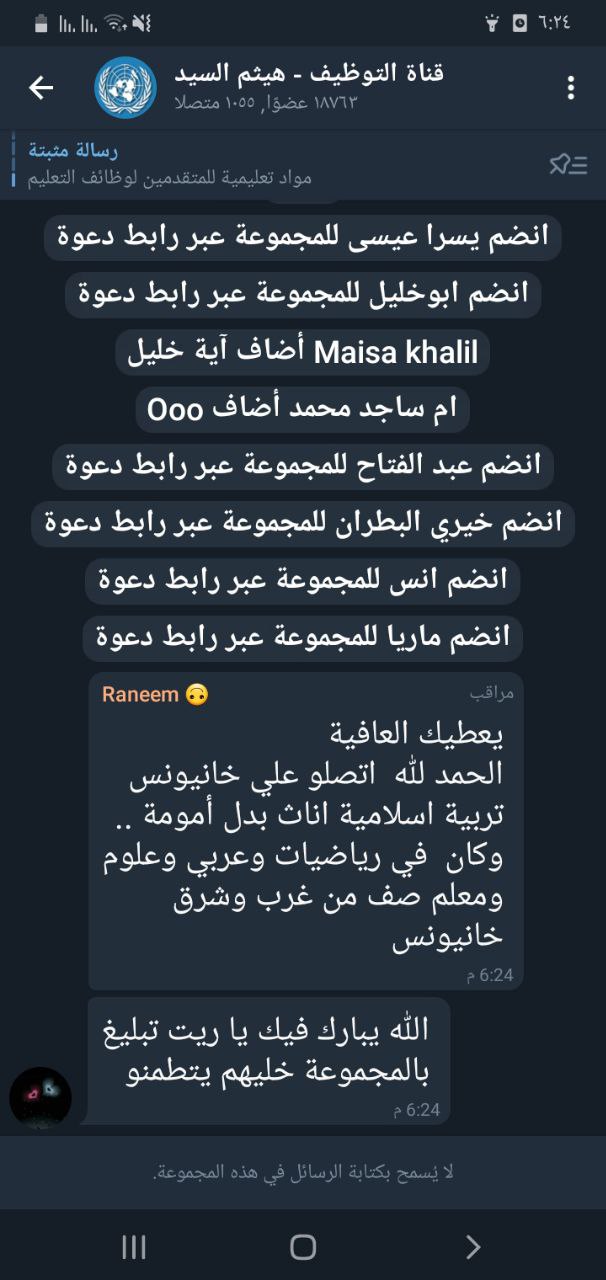 ٦:٢٤
قناة التوظيف - هيثم السيد
١٨٧٦٣ عضوًا, ١٠٥٥ متصلا
رسالة مثبتة
مواد تعليمية للمتقدمين لوظائف التعليم
انضم يسرا عيسى للمجموعة عبر رابط دعوة
انضم ابوخليل للمجموعة عبر رابط دعوة
Maisa khalil أضاف آية خليل
ام ساجد محمد أضاف Ooo
انضم عبد الفتاح للمجموعة عبر رابط دعوة
انضم خيري البطران للمجموعة عبر رابط دعوة
انضم انس للمجموعة عبر رابط دعوة
انضم ماريا للمجموعة عبر رابط دعوة
Raneem 🙃 مراقب
يعطيك العافية
الحمد لله اتصلو علي خانيونس
تربية اسلامية اناث بدل أمومة ..
وكان في رياضيات وعربي وعلوم
ومعلم صف من غرب وشرق
خانيونس
6:24 م
الله يبارك فيك يا ريت تبليغ
بالمجموعة خليهم يتطمنو
6:24 م
لا يُسمح بكتابة الرسائل في هذه المجموعة.